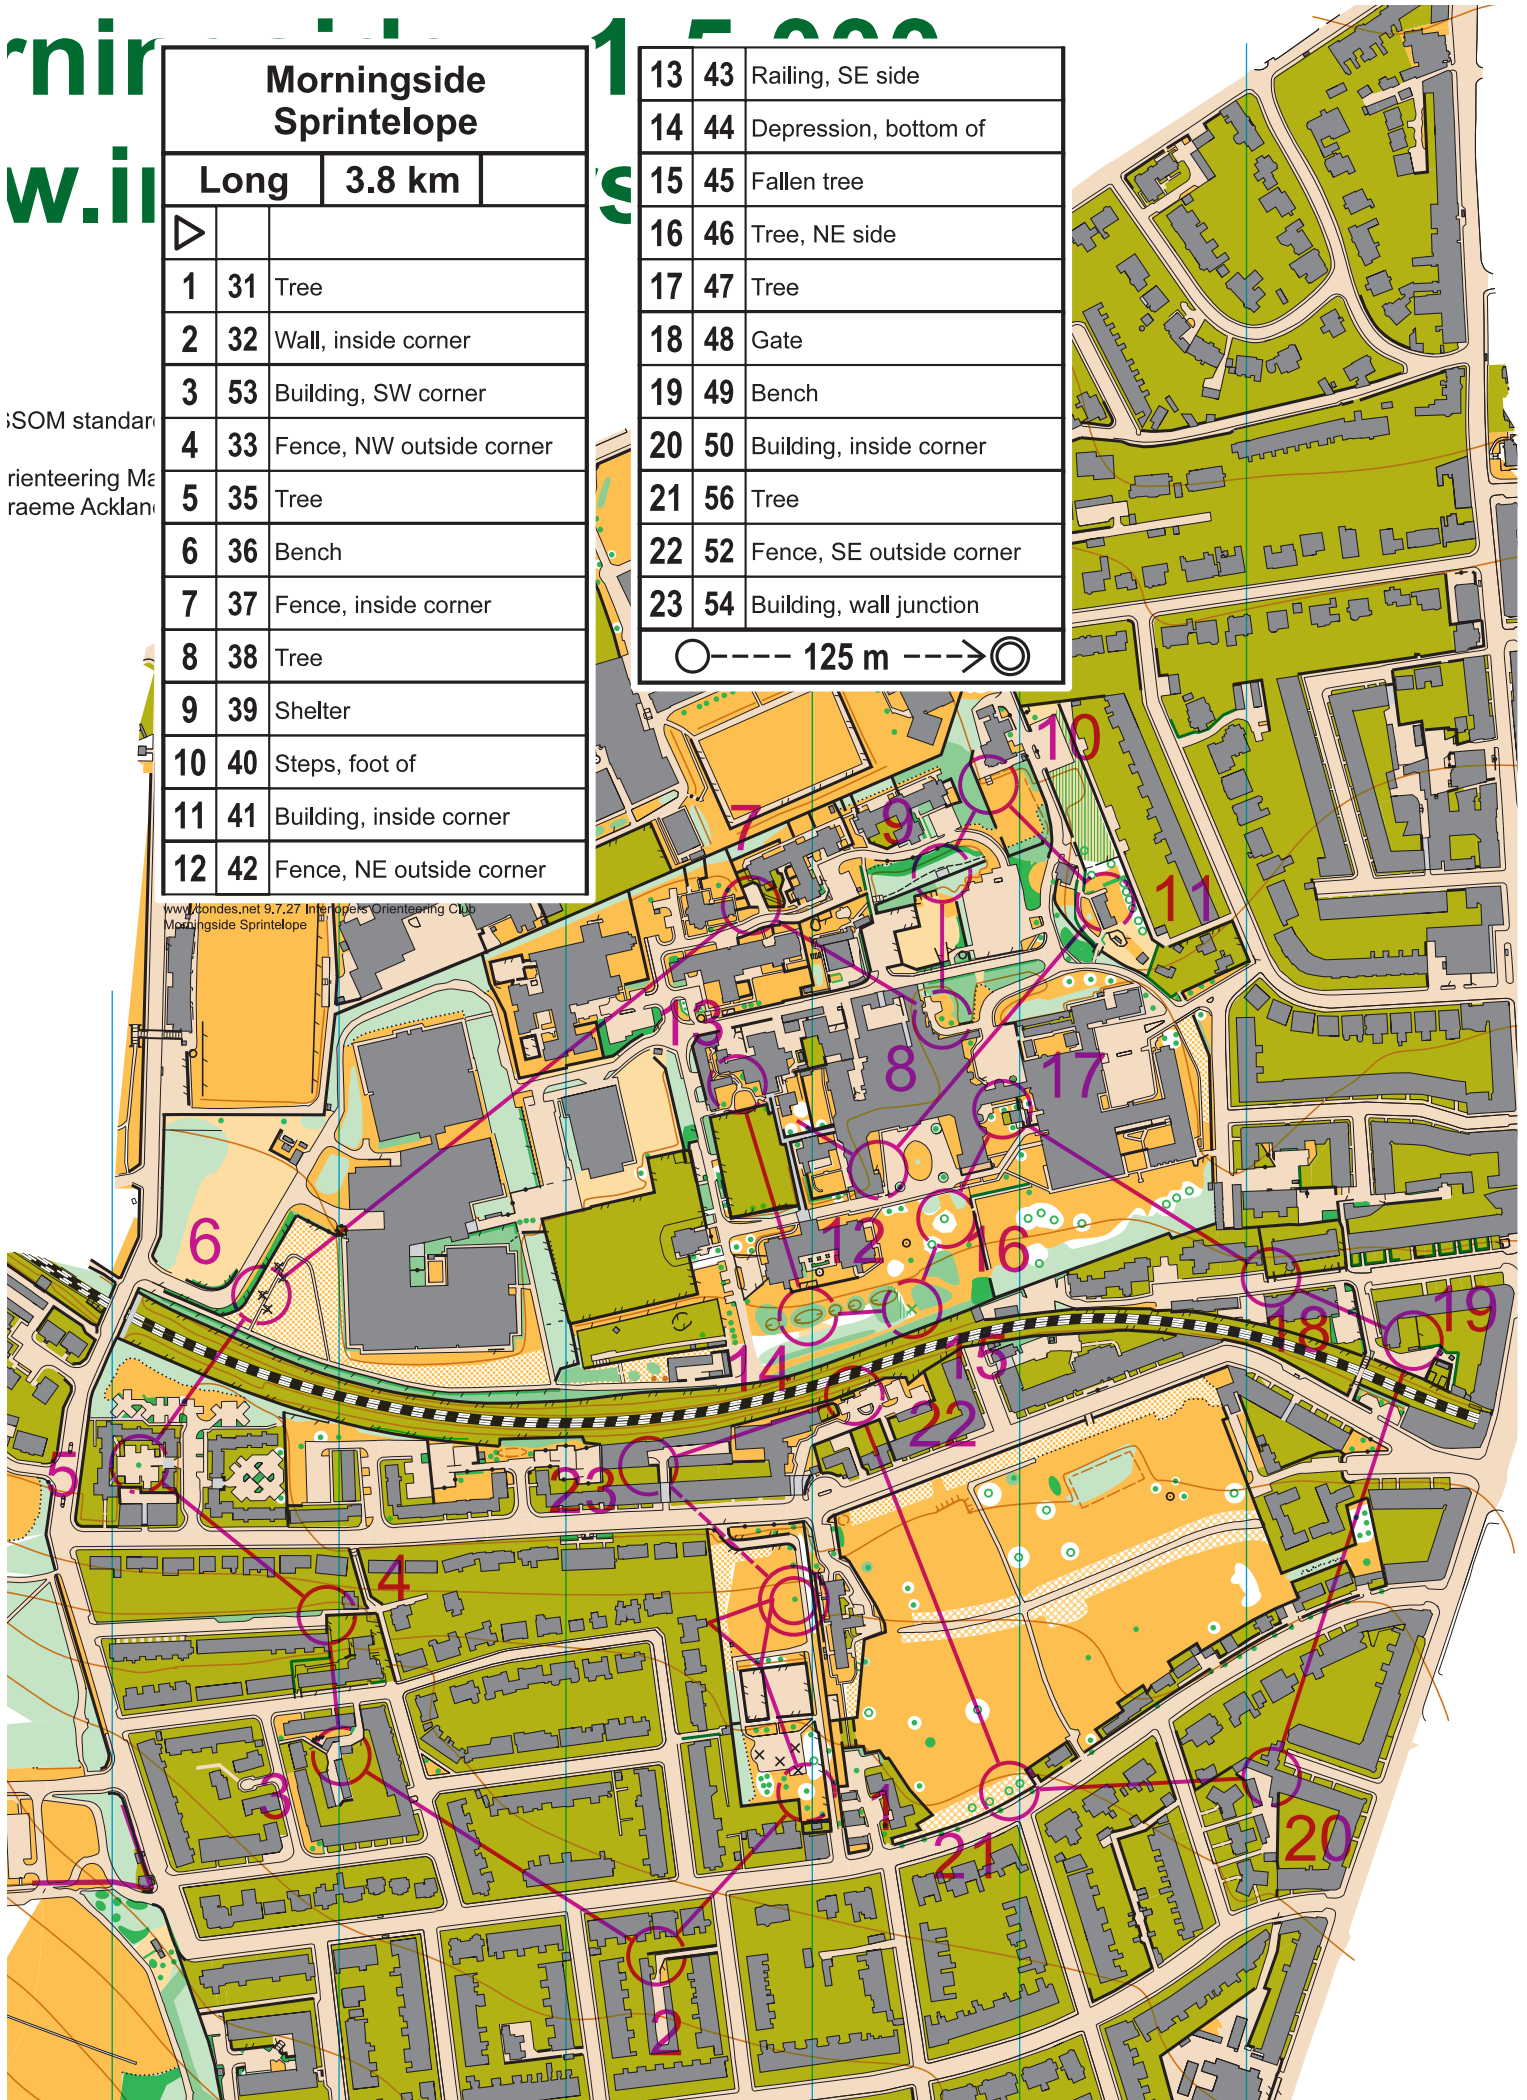 Morningside
Sprintelope
Long 3.8 km
1 31 Tree
2 32 Wall, inside corner
3 53 Building, SW corner
4 33 Fence, NW outside corner
5 35 Tree
6 36 Bench
7 37 Fence, inside corner
8 38 Tree
9 39 Shelter
10 40 Steps, foot of
11 41 Building, inside corner
12 42 Fence, NE outside corner
13 43 Railing, SE side
14 44 Depression, bottom of
15 45 Fallen tree
16 46 Tree, NE side
17 47 Tree
18 48 Gate
19 49 Bench
20 50 Building, inside corner
21 56 Tree
22 52 Fence, SE outside corner
23 54 Building, wall junction
125 m
SSOM standar
rienteering Ma
raeme Acklan
www.condes.net 9.7.27 Interlopers Orienteering Club
Morningside Sprintelope
10
7
9
11
13
8
17
6
12
16
19
18
14
15
22
5
23
4
3
1
21
20
2